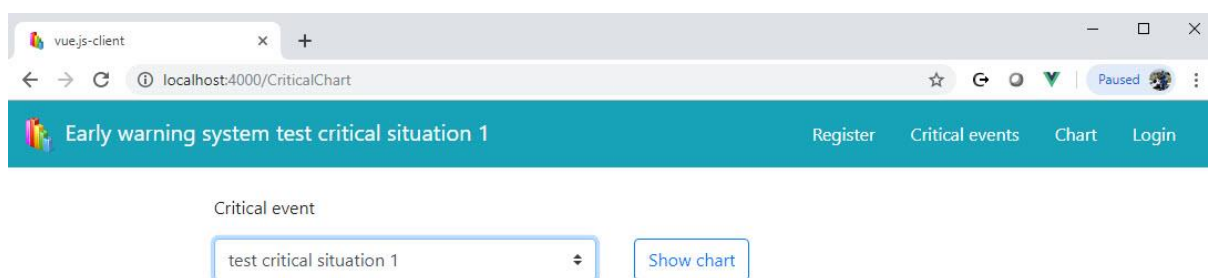 vue.js-client
localhost:4000/CriticalChart
Paused
Early warning system test critical situation 1
Register
Critical events
Chart
Login
Critical event
test critical situation 1
Show chart